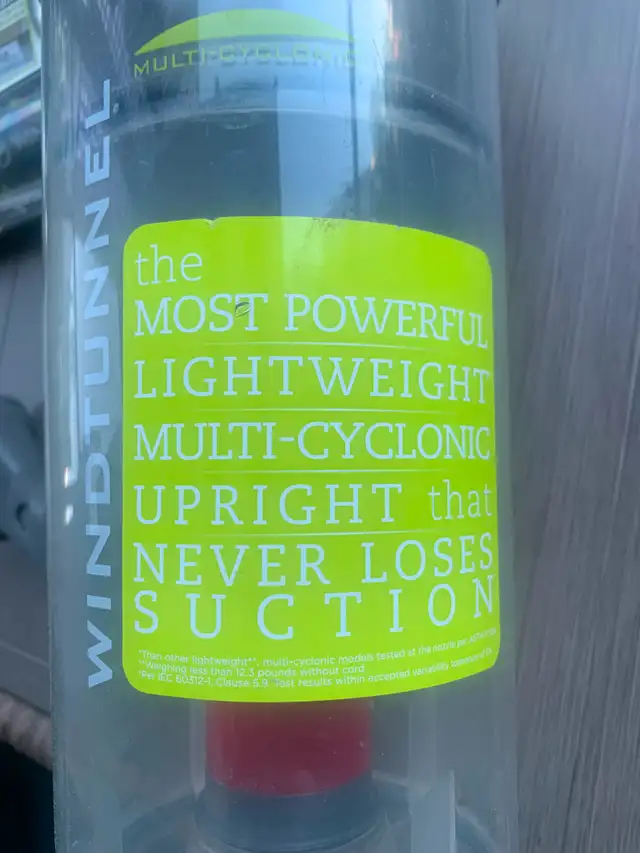 MULTI-CYCLONIC
WINDTUNNEL
the
MOST POWERFUL
LIGHTWEIGHT
MULTI-CYCLONIC
UPRIGHT that
NEVER LOSES
SUCTION
*Than other lightweight**, multi-cyclonic models tested at the nozzle per
**Weighing less than 12.3 pounds without cord
*Per IEC 60312-1, Clause 5.9. Test results within accepted variability